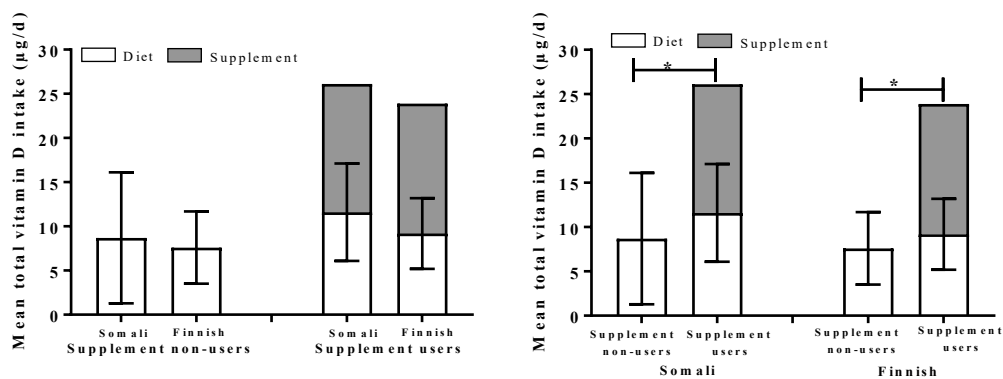 Mean total vitamin D intake (µg/d)
30
25
20
15
10
5
0
Diet Supplement
Somali Finnish Somali Finnish
Supplement non-users Supplement users
Mean total vitamin D intake (µg/d)
30
25
20
15
10
5
0
Diet Supplement
* *
Supplement Supplement Supplement Supplement
non-users users non-users users
Somali Finnish